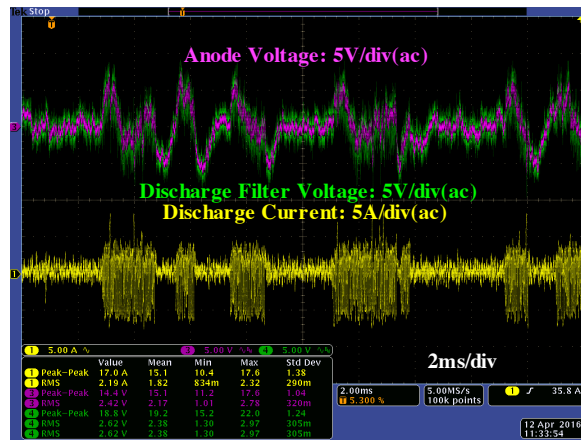 Tek Stop
Anode Voltage: 5V/div(ac)
Discharge Filter Voltage: 5V/div(ac)
Discharge Current: 5A/div(ac)
2ms/div
1 5.00 A 3 5.00 V 4 5.00 V
Value Mean Min Max Std Dev
1 Peak-Peak 17.0 A 15.1 10.4 17.6 1.38
1 RMS 2.19 A 1.82 834m 2.32 290m
3 Peak-Peak 14.4 V 15.1 11.2 17.6 1.04
3 RMS 2.42 V 2.17 1.01 2.78 320m
4 Peak-Peak 18.8 V 19.2 15.2 22.0 1.24
4 RMS 2.62 V 2.38 1.30 2.97 305m
4 RMS 2.62 V 2.38 1.30 2.97 305m
2.00ms 5.00MS/s 1 35.8 A
T 5.300 % 100k points
12 Apr 2016
11:33:54